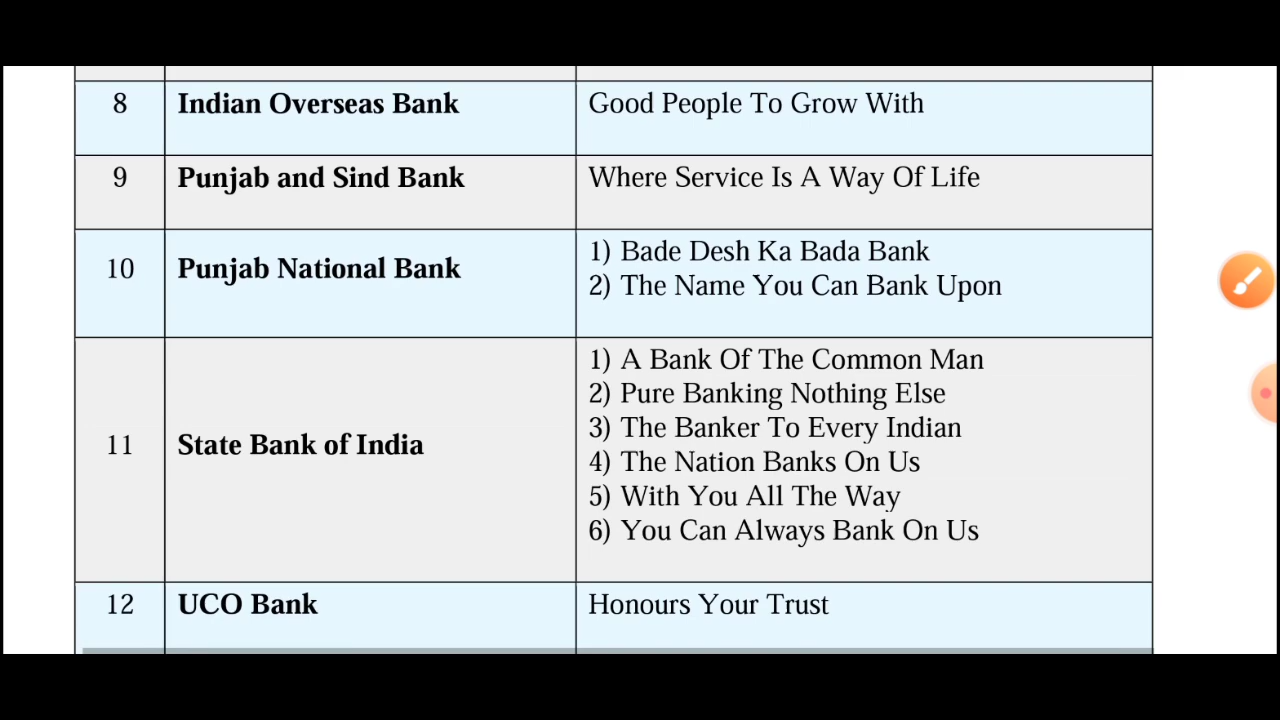 8 Indian Overseas Bank Good People To Grow With
9 Punjab and Sind Bank Where Service Is A Way Of Life
10 Punjab National Bank 1) Bade Desh Ka Bada Bank
2) The Name You Can Bank Upon
11 State Bank of India 1) A Bank Of The Common Man
2) Pure Banking Nothing Else
3) The Banker To Every Indian
4) The Nation Banks On Us
5) With You All The Way
6) You Can Always Bank On Us
12 UCO Bank Honours Your Trust